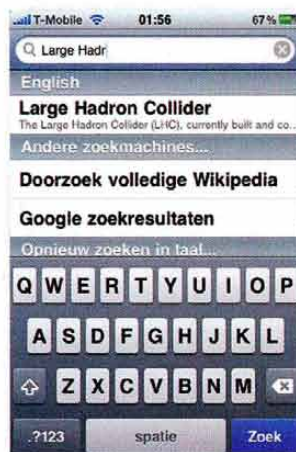 T-Mobile 01:56 67%
Large Hadr
English
Large Hadron Collider
The Large Hadron Collider (LHC), currently built and co...
Andere zoekmachines...
Doorzoek volledige Wikipedia
Google zoekresultaten
Opnieuw zoeken in taal...
Q W E R T Y U I O P
A S D F G H J K L
Z X C V B N M
.?123 spatie Zoek